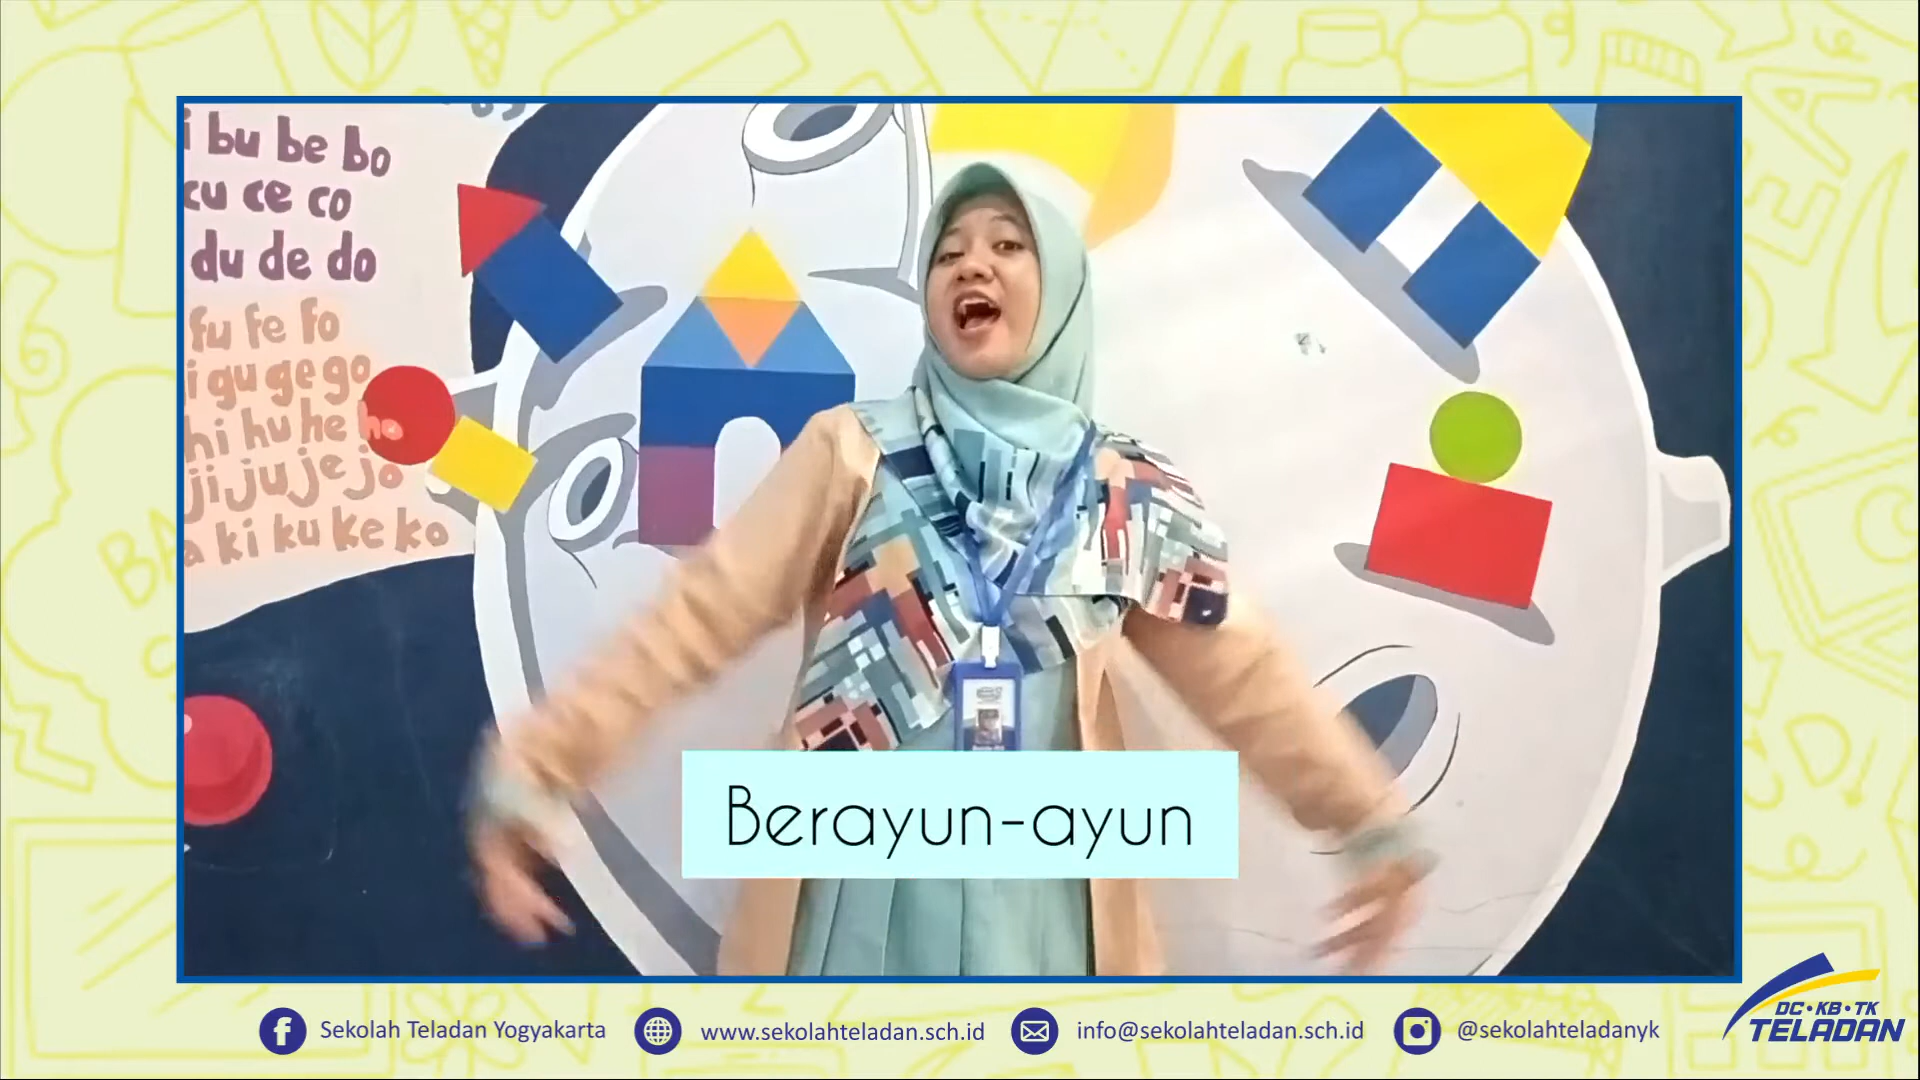 i bu be bo
cu ce co
du de do
fu fe fo
i gu ge go
hi hu he ho
ji ju je jo
a ki ku ke ko
Berayun-ayun
Sekolah Teladan Yogyakarta
www.sekolahteladan.sch.id
info@sekolahteladan.sch.id
@sekolahteladanyk
DC•KB•TK
TELADAN